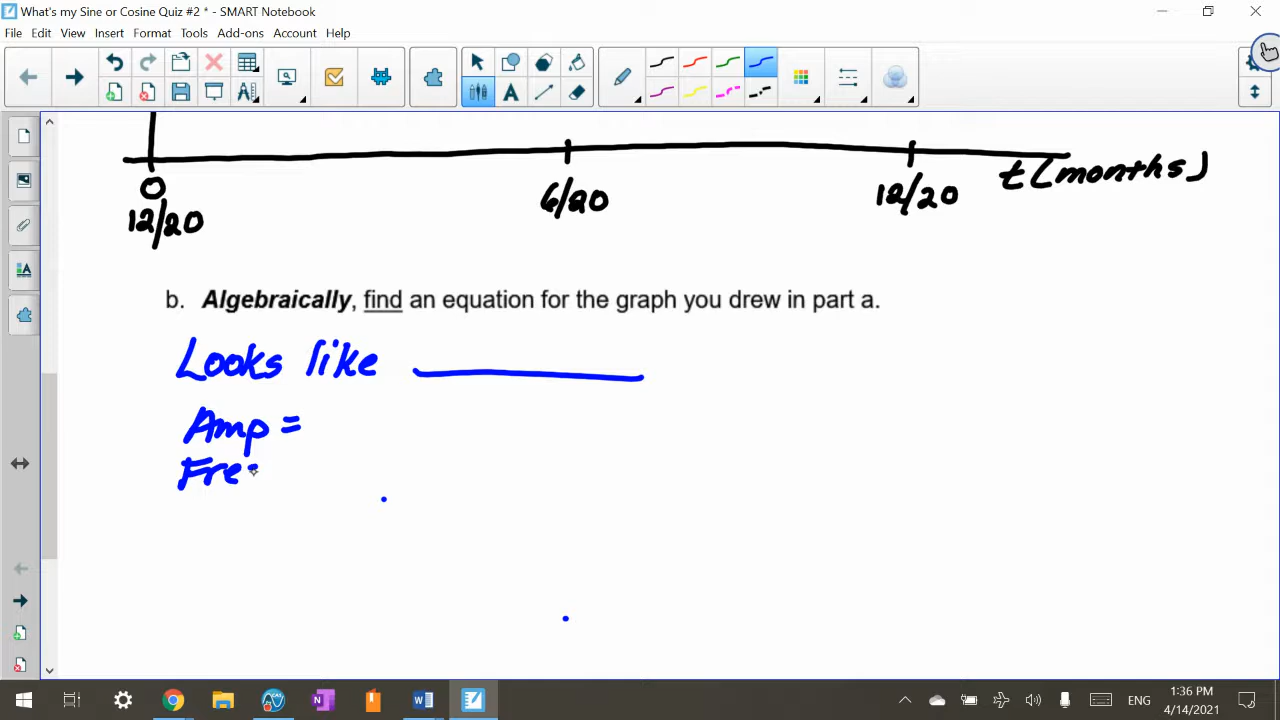 What's my Sine or Cosine Quiz #2 * - SMART Notebook
File Edit View Insert Format Tools Add-ons Account Help
0
12/20
6/20
12/20
t (months)
b. Algebraically, find an equation for the graph you drew in part a.
Looks like
Amp =
Fre
ENG
1:36 PM
4/14/2021